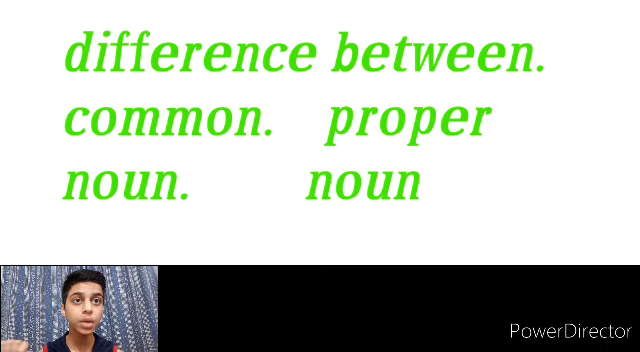 difference between.
common. proper
noun. noun
PowerDirector